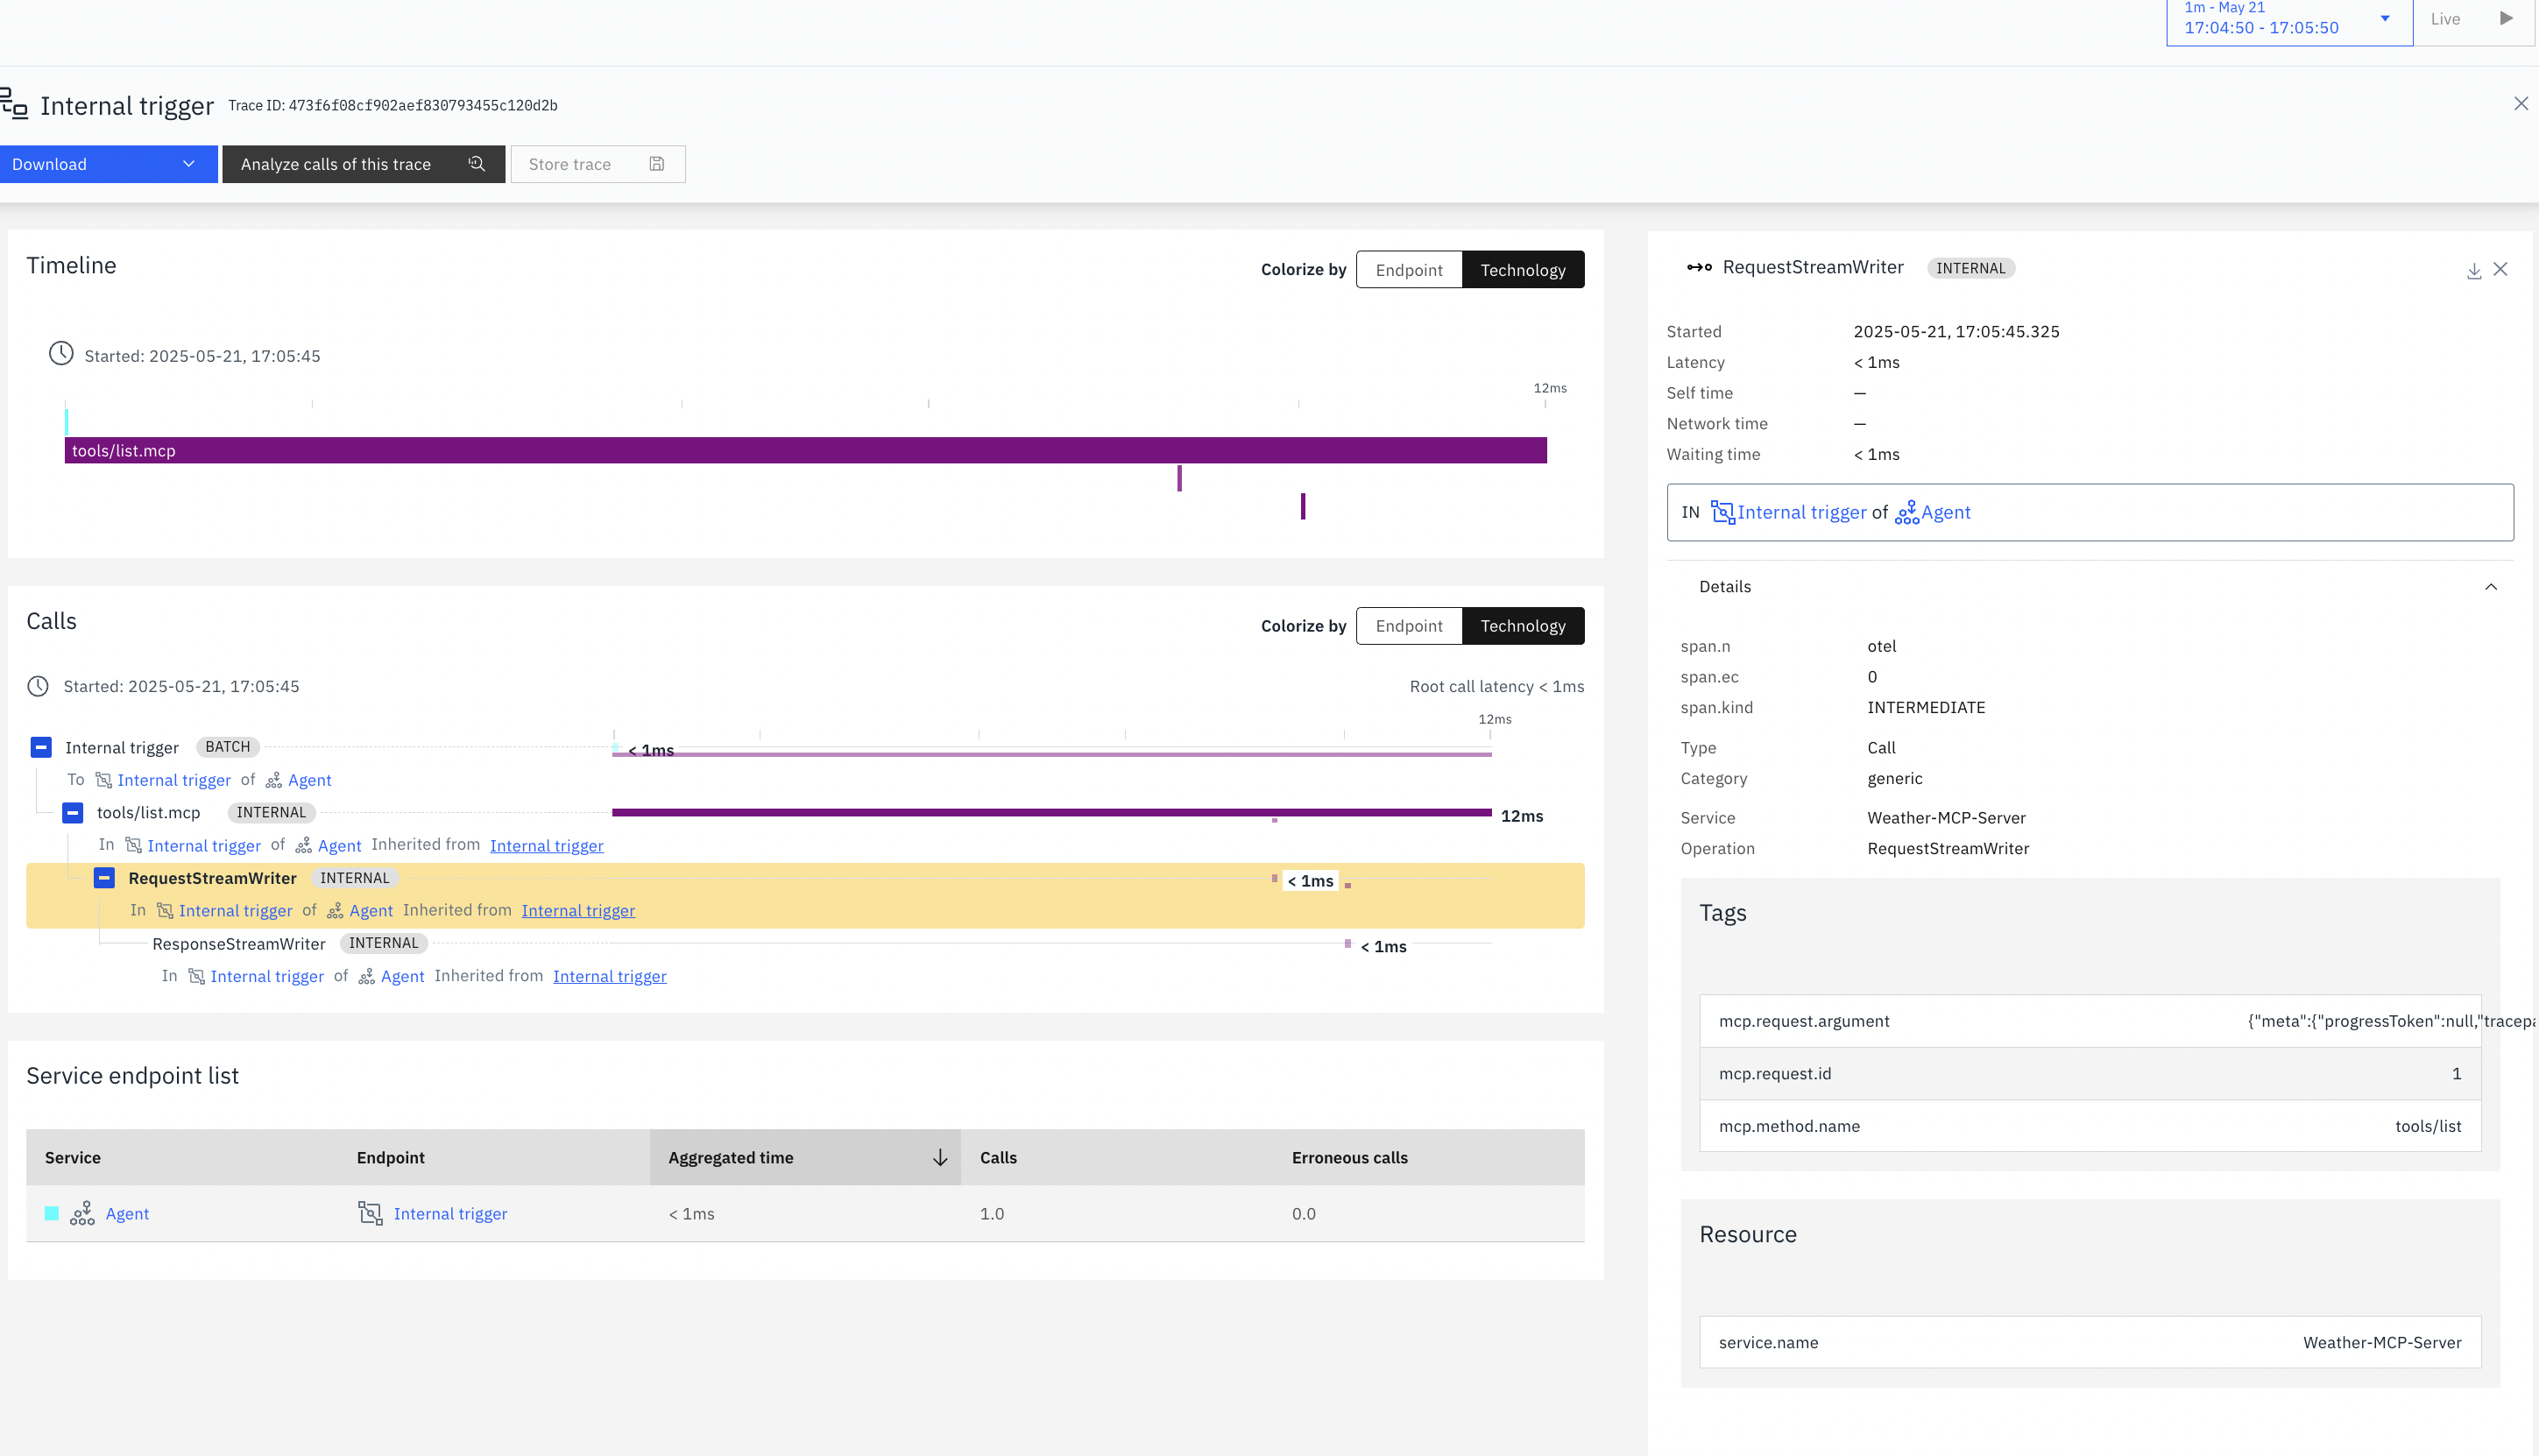 1m - May 21
17:04:50 - 17:05:50
Live
Internal trigger Trace ID: 473f6f08cf902aef830793455c120d2b
Download
Analyze calls of this trace
Store trace
Timeline
Colorize by Endpoint Technology
Started: 2025-05-21, 17:05:45
12ms
tools/list.mcp
Calls
Colorize by Endpoint Technology
Started: 2025-05-21, 17:05:45
Root call latency < 1ms
12ms
Internal trigger BATCH < 1ms
To Internal trigger of Agent
tools/list.mcp INTERNAL 12ms
In Internal trigger of Agent Inherited from Internal trigger
RequestStreamWriter INTERNAL < 1ms
In Internal trigger of Agent Inherited from Internal trigger
ResponseStreamWriter INTERNAL < 1ms
In Internal trigger of Agent Inherited from Internal trigger
Service endpoint list
Service Endpoint Aggregated time Calls Erroneous calls
Agent Internal trigger < 1ms 1.0 0.0
RequestStreamWriter INTERNAL
Started 2025-05-21, 17:05:45.325
Latency < 1ms
Self time —
Network time —
Waiting time < 1ms
IN Internal trigger of Agent
Details
span.n otel
span.ec 0
span.kind INTERMEDIATE
Type Call
Category generic
Service Weather-MCP-Server
Operation RequestStreamWriter
Tags
mcp.request.argument {"meta":{"progressToken":null,"tracepa
mcp.request.id 1
mcp.method.name tools/list
Resource
service.name Weather-MCP-Server